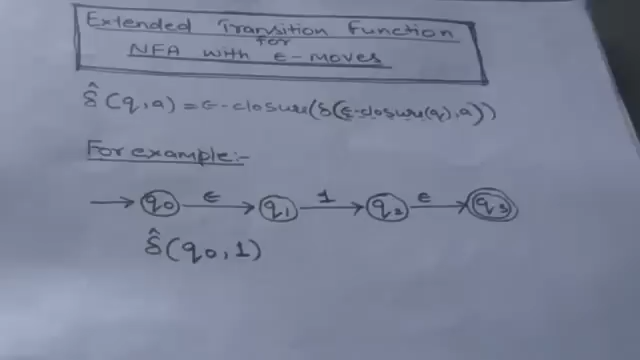 Extended Transition Function
for
NFA with ε-moves
δ̂(q,a) = ε-closure(δ(ε-closure(q),a))
For example:-
q0 ε q1 1 q2 ε q3
δ̂(q0,1)